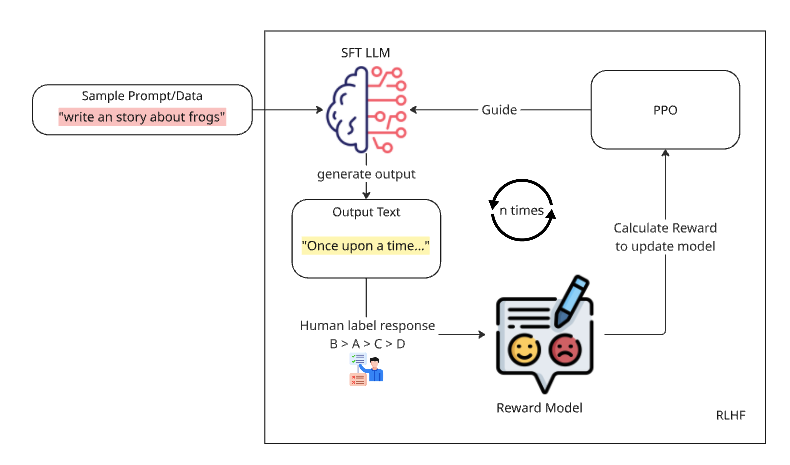 SFT LLM
Sample Prompt/Data
"write an story about frogs"
Guide
PPO
generate output
Output Text
"Once upon a time..."
n times
Calculate Reward
to update model
Human label response
B > A > C > D
Reward Model
RLHF